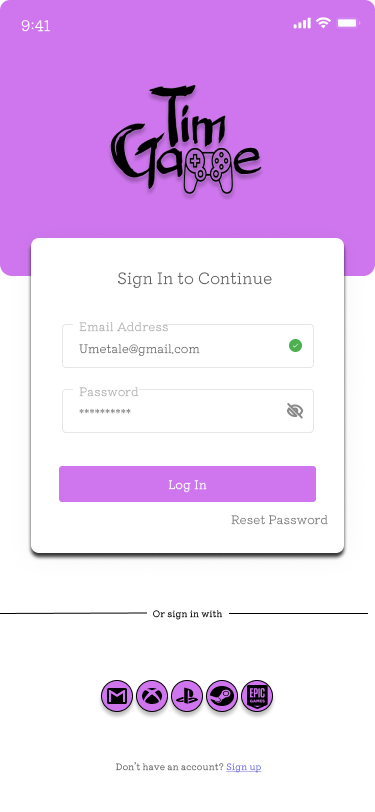 9:41
Tim
Game
Sign In to Continue
Email Address
Umetale@gmail.com
Password
**********
Log In
Reset Password
Or sign in with
EPIC
GAMES
Don't have an account? Sign up